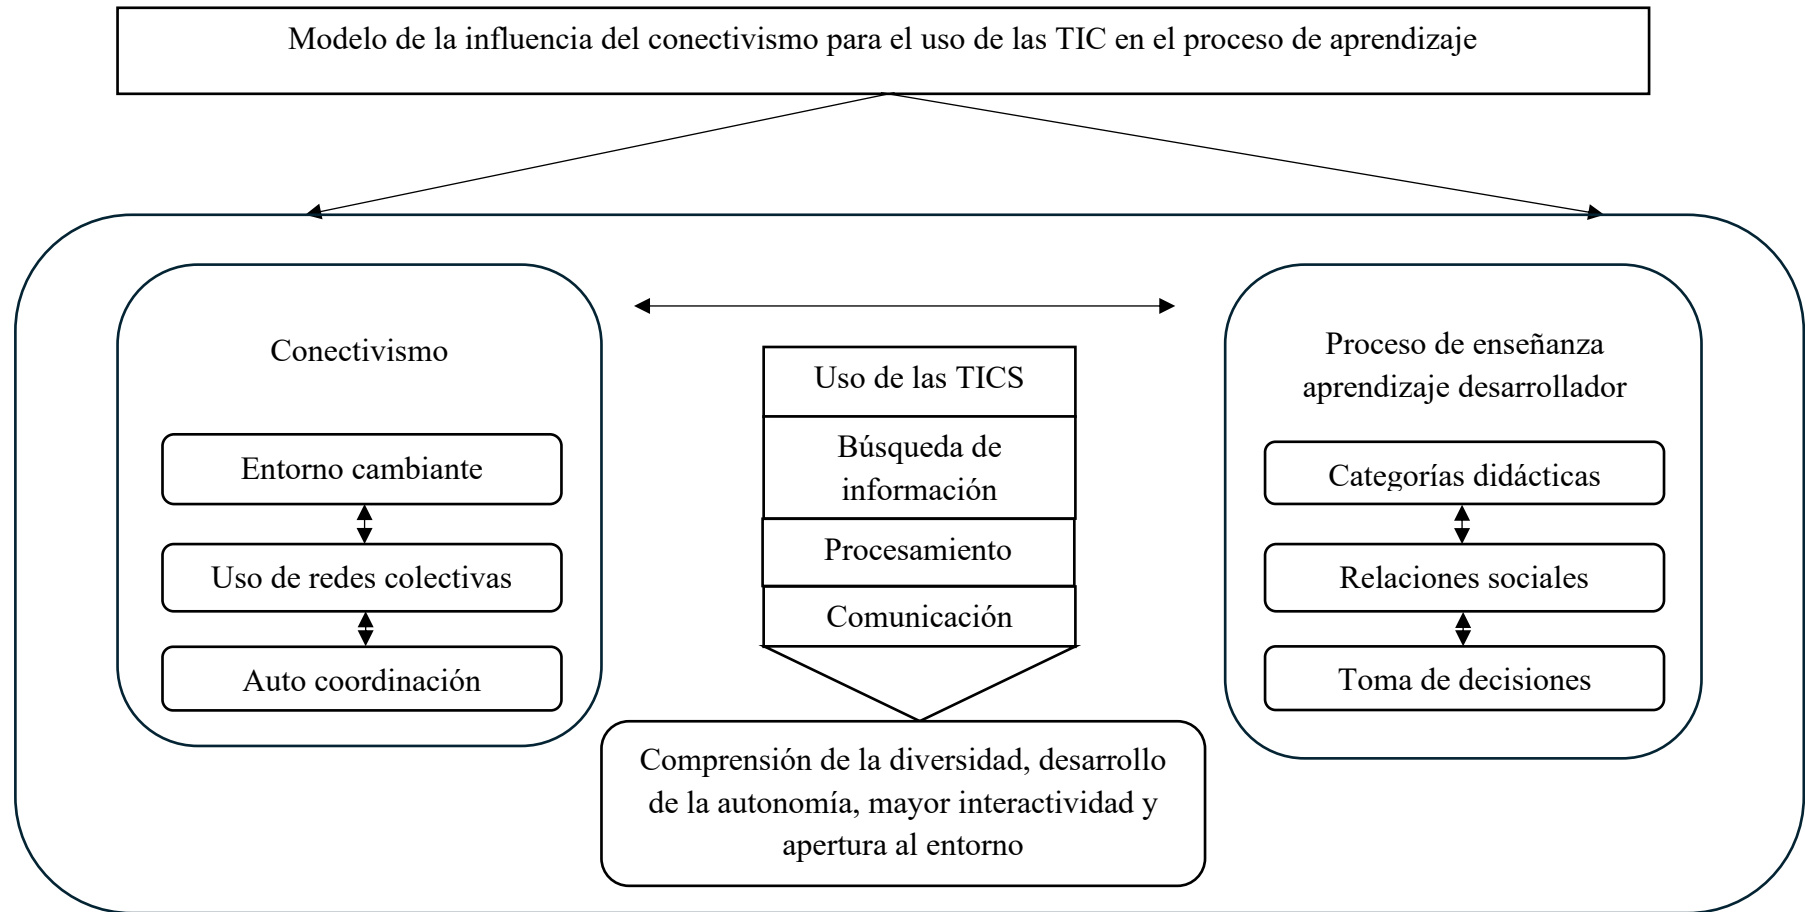 Modelo de la influencia del conectivismo para el uso de las TIC en el proceso de aprendizaje
Conectivismo
Entorno cambiante
Uso de redes colectivas
Auto coordinación
Uso de las TICS
Búsqueda de
información
Procesamiento
Comunicación
Comprensión de la diversidad, desarrollo
de la autonomía, mayor interactividad y
apertura al entorno
Proceso de enseñanza
aprendizaje desarrollador
Categorías didácticas
Relaciones sociales
Toma de decisiones